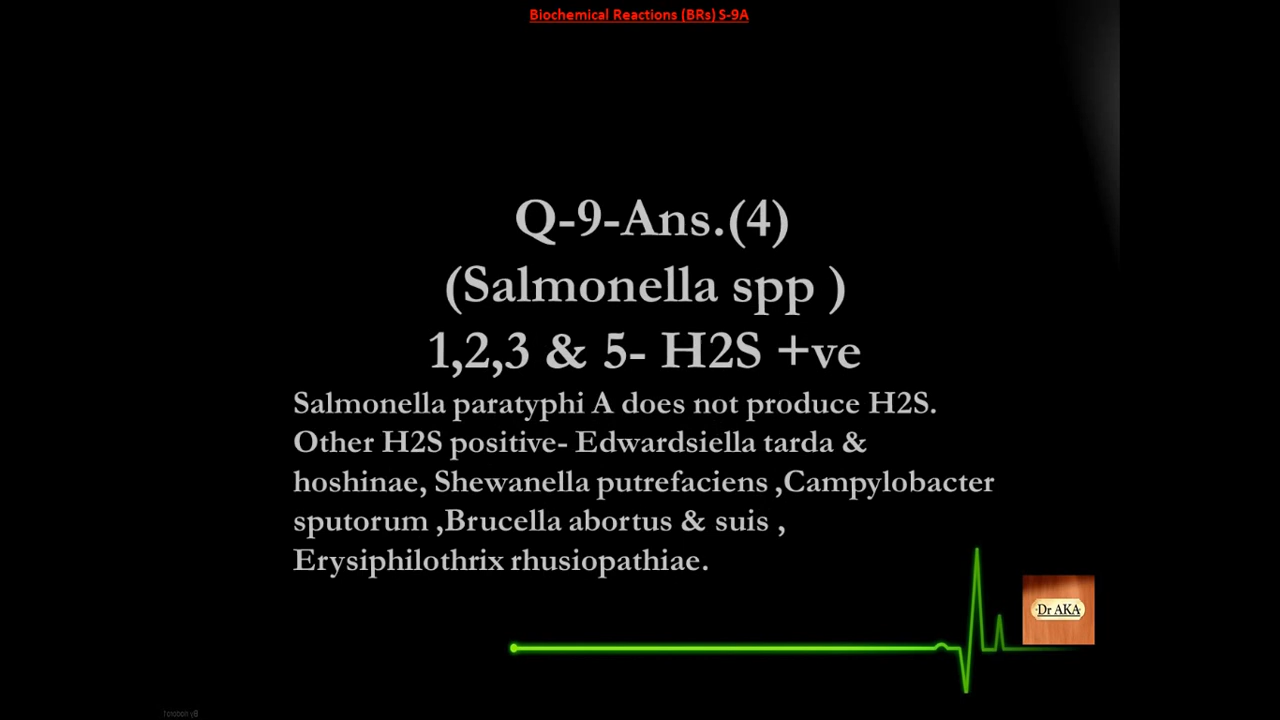 Biochemical Reactions (BRs) S-9A
Q-9-Ans.(4)
(Salmonella spp )
1,2,3 & 5- H2S +ve
Salmonella paratyphi A does not produce H2S.
Other H2S positive- Edwardsiella tarda &
hoshinae, Shewanella putrefaciens ,Campylobacter
sputorum ,Brucella abortus & suis ,
Erysiphilothrix rhusiopathiae.
Dr AKA